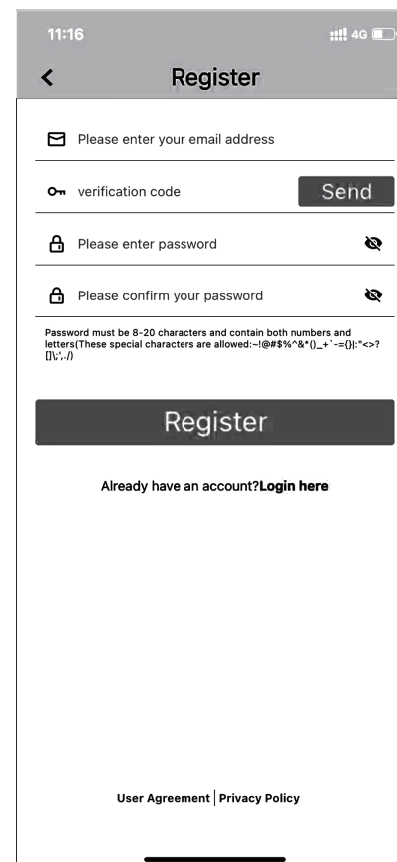 11:16 4G
Register
Please enter your email address
verification code Send
Please enter password
Please confirm your password
Password must be 8-20 characters and contain both numbers and
letters(These special characters are allowed:~!@#$%^&*()_+`-={}|:"<>?
[]\;',./)
Register
Already have an account?Login here
User Agreement | Privacy Policy